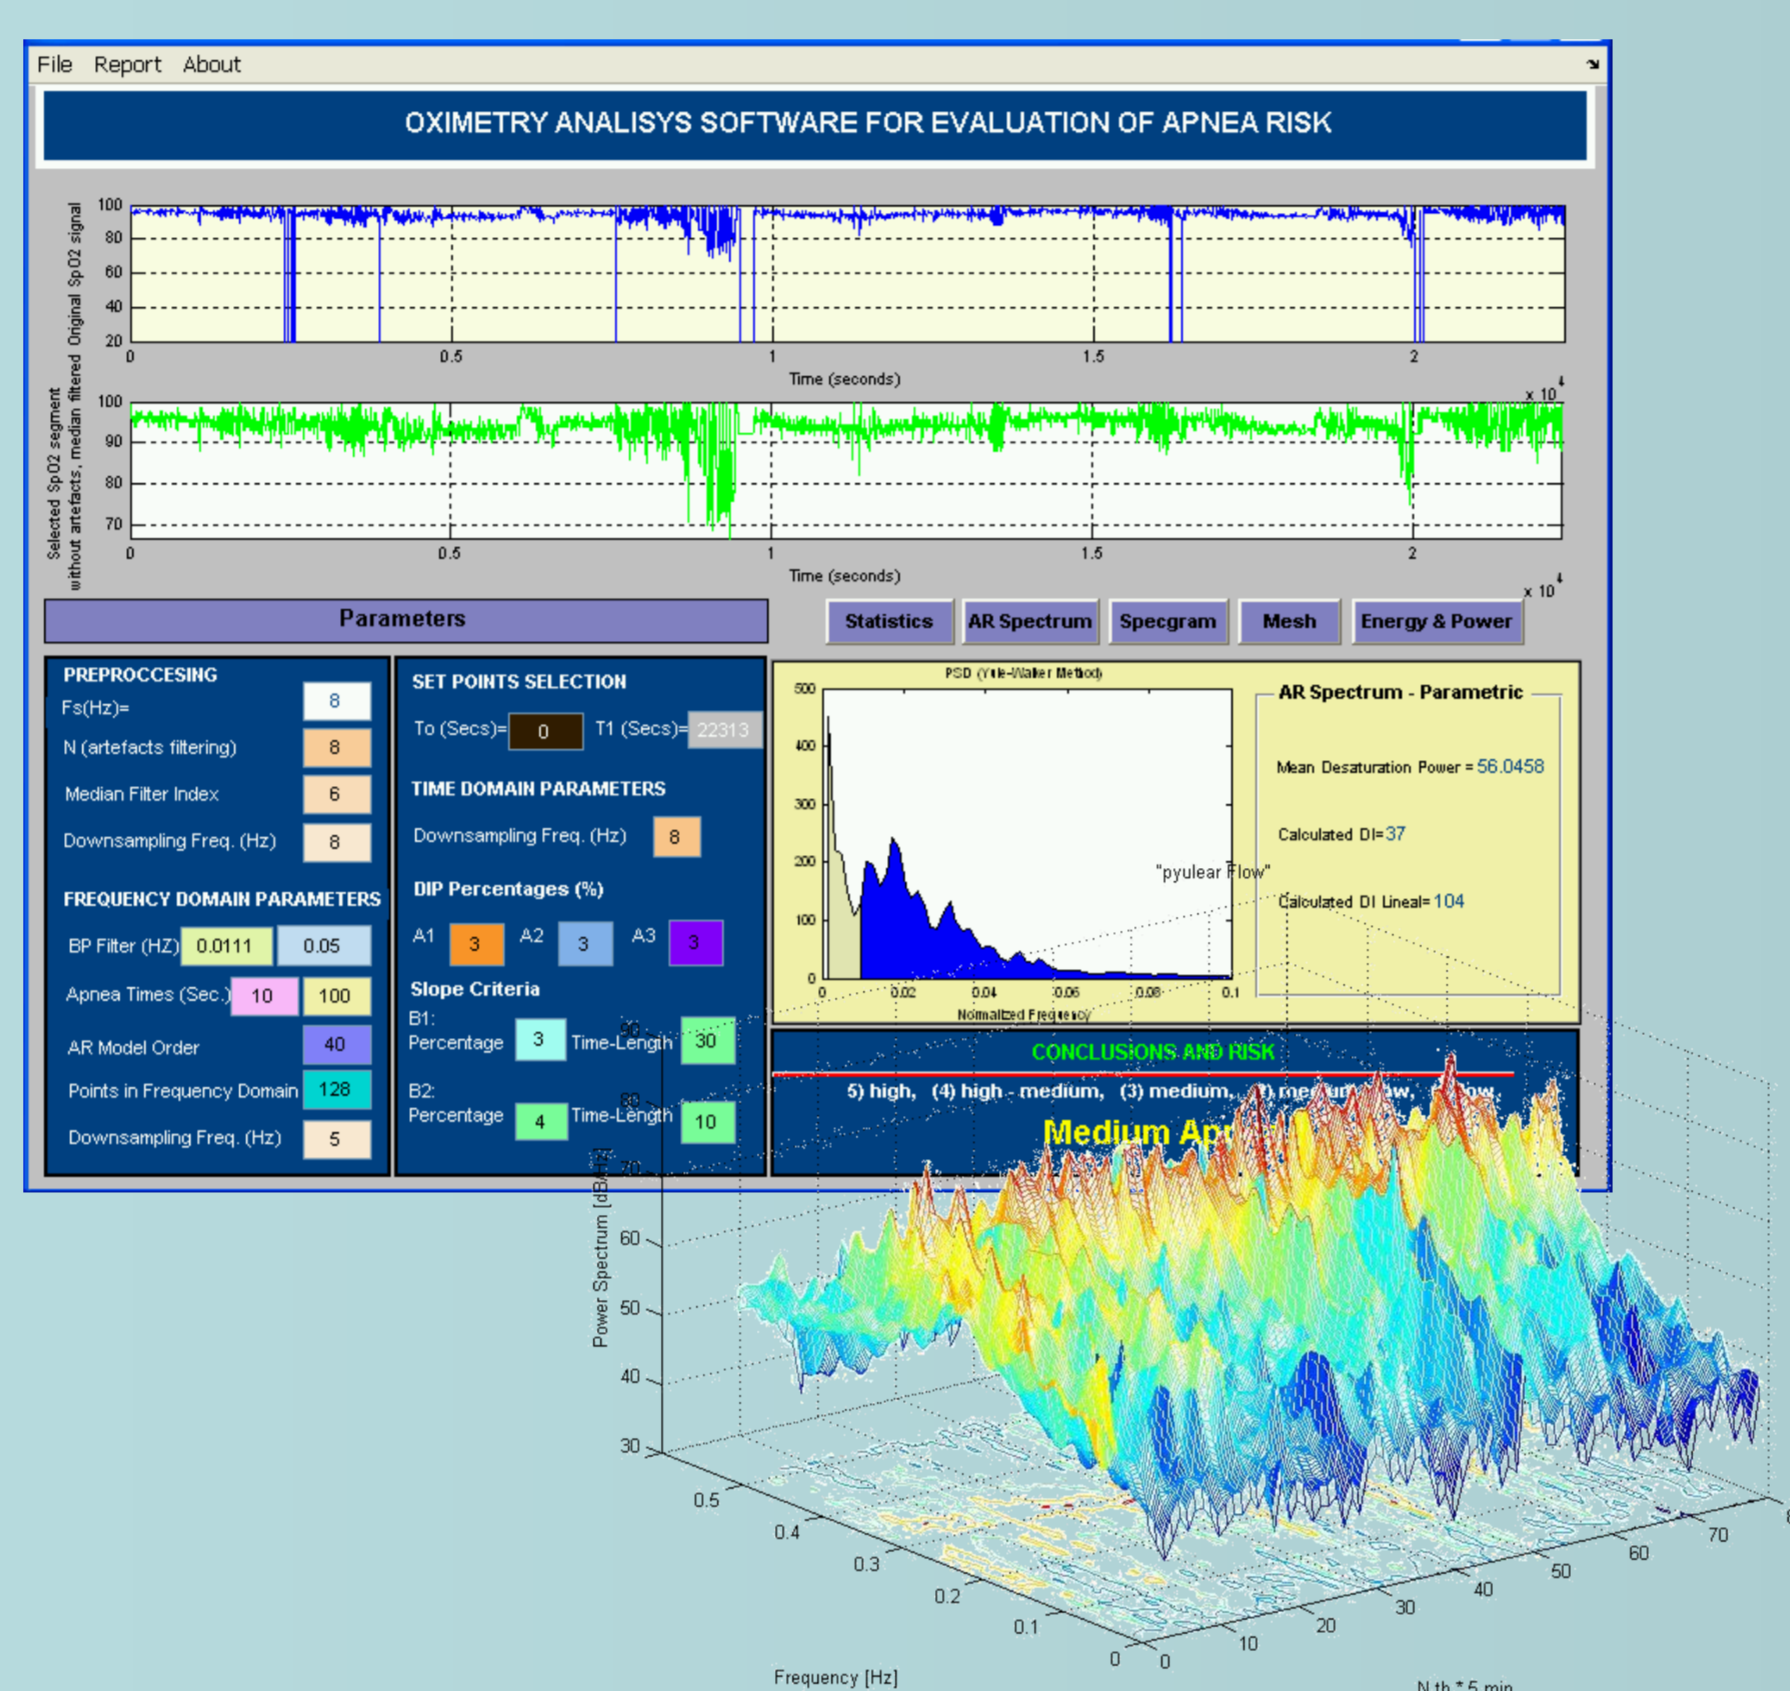 File Report About
OXIMETRY ANALISYS SOFTWARE FOR EVALUATION OF APNEA RISK
Original SpO2 signal
100
80
60
40
20
0 0.5 1 1.5 2
Time (seconds)
x 10 4
Selected SpO2 segment
without artefacts, median filtered
100
90
80
70
0 0.5 1 1.5 2
Time (seconds)
x 10 4
Parameters
Statistics AR Spectrum Specgram Mesh Energy & Power
PREPROCCESING
Fs(Hz)= 8
N (artefacts filtering) 8
Median Filter Index 6
Downsampling Freq. (Hz) 8
FREQUENCY DOMAIN PARAMETERS
BP Filter (HZ) 0.0111 0.05
Apnea Times (Sec.) 10 100
AR Model Order 40
Points in Frequency Domain 128
Downsampling Freq. (Hz) 5
SET POINTS SELECTION
To (Secs)= 0 T1 (Secs)= 22313
TIME DOMAIN PARAMETERS
Downsampling Freq. (Hz) 8
DIP Percentages (%)
A1 3 A2 3 A3 3
Slope Criteria
B1:
Percentage 3 Time-Length 30
B2:
Percentage 4 Time-Length 10
PSD (Yule-Walker Method)
500
400
300
200
100
0
0 0.02 0.04 0.06 0.08 0.1
Normalized Frequency
AR Spectrum - Parametric
Mean Desaturation Power = 56.0458
Calculated DI= 37
Calculated DI Lineal= 104
"pyulear Flow"
CONCLUSIONS AND RISK
5) high, (4) high - medium, (3) medium,
Medium
Power Spectrum [dB/Hz]
90
80
70
60
50
40
30
0.5
0.4
0.3
0.2
0.1
0
Frequency [Hz]
0
10
20
30
40
50
60
70
N th * 5 min